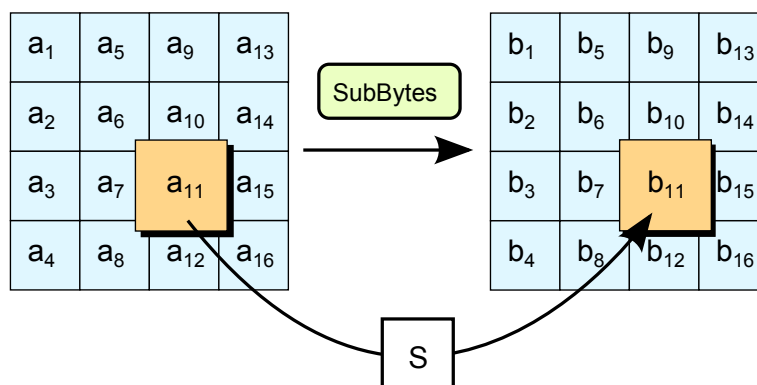 a₁ a₅ a₉ a₁₃ b₁ b₅ b₉ b₁₃
SubBytes
a₂ a₆ a₁₀ a₁₄ b₂ b₆ b₁₀ b₁₄
a₃ a₇ a₁₁ a₁₅ b₃ b₇ b₁₁ b₁₅
a₄ a₈ a₁₂ a₁₆ b₄ b₈ b₁₂ b₁₆
S